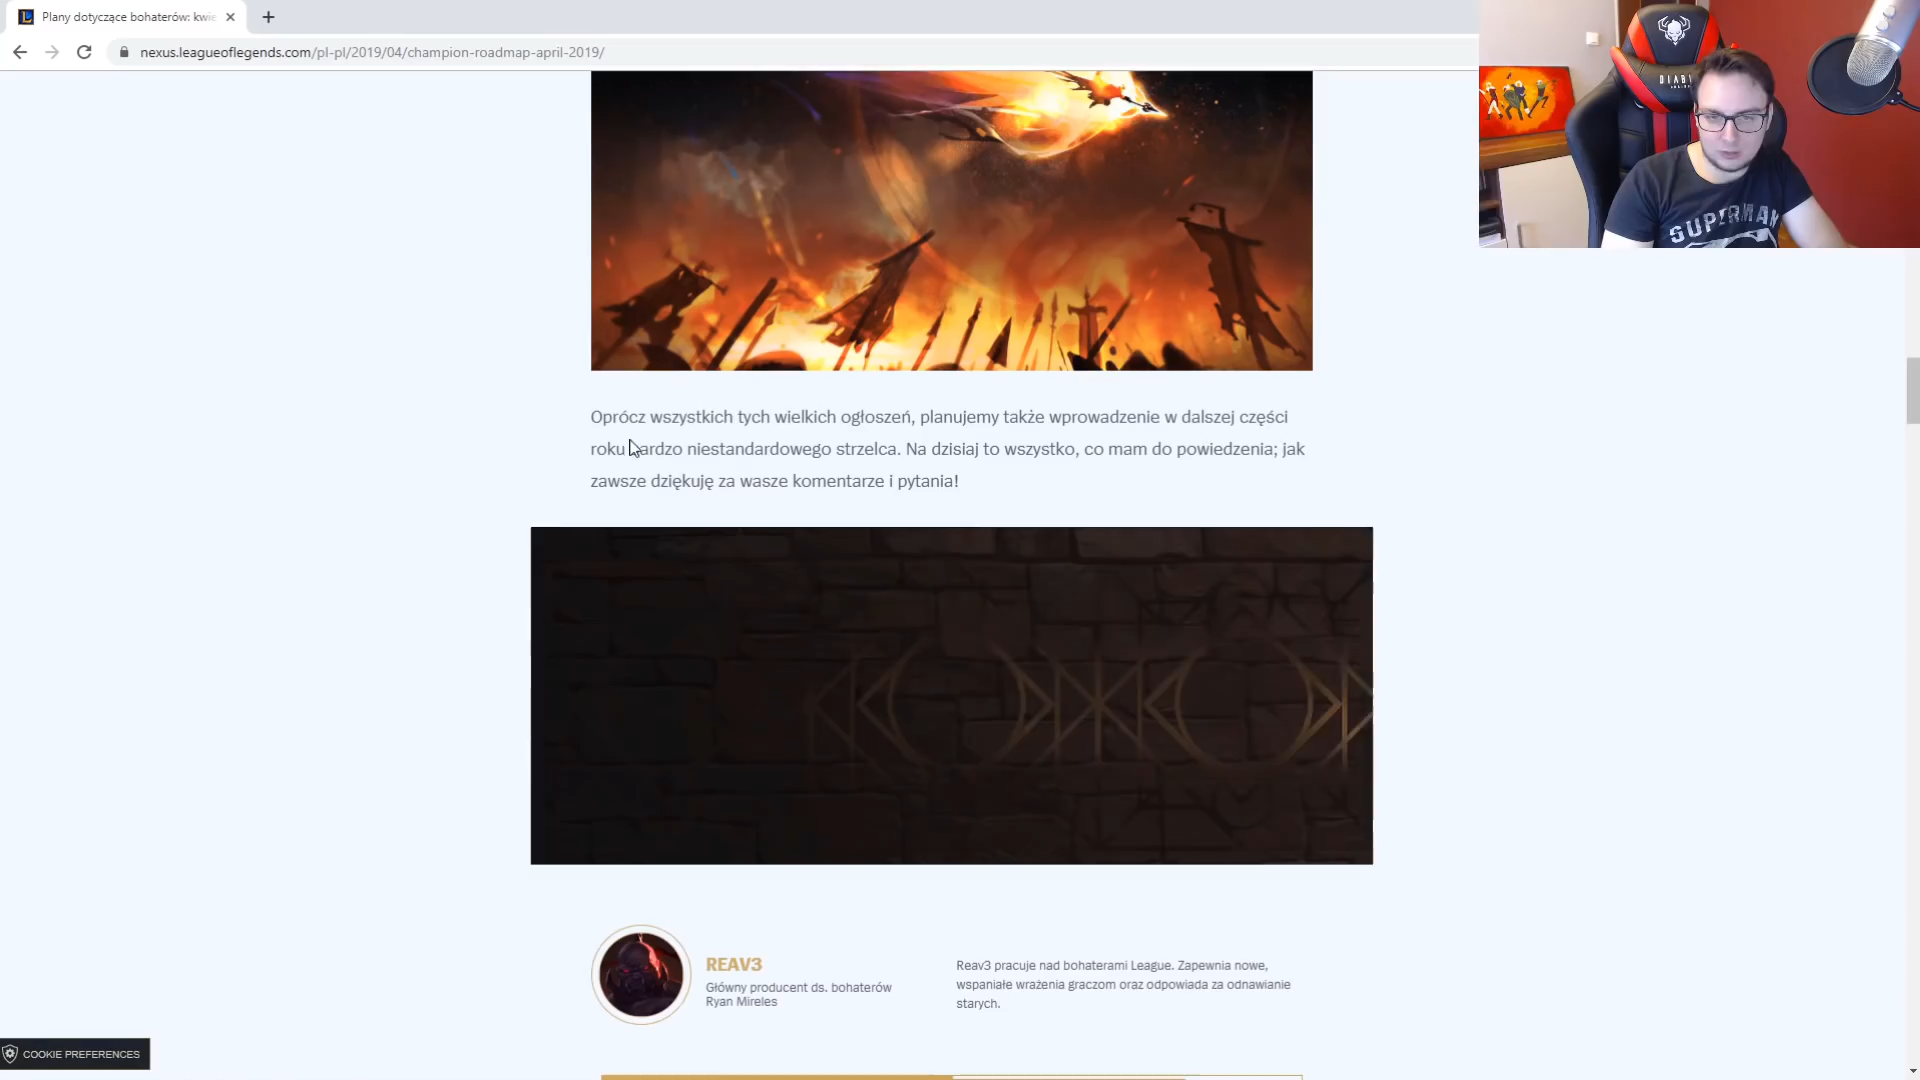 Plany dotyczące bohaterów: kwie
nexus.leagueoflegends.com/pl-pl/2019/04/champion-roadmap-april-2019/
DIABLO
SUPERMAN
Oprócz wszystkich tych wielkich ogłoszeń, planujemy także wprowadzenie w dalszej części
roku bardzo niestandardowego strzelca. Na dzisiaj to wszystko, co mam do powiedzenia; jak
zawsze dziękuję za wasze komentarze i pytania!
REAV3
Główny producent ds. bohaterów
Ryan Mireles
Reav3 pracuje nad bohaterami League. Zapewnia nowe,
wspaniałe wrażenia graczom oraz odpowiada za odnawianie
starych.
COOKIE PREFERENCES